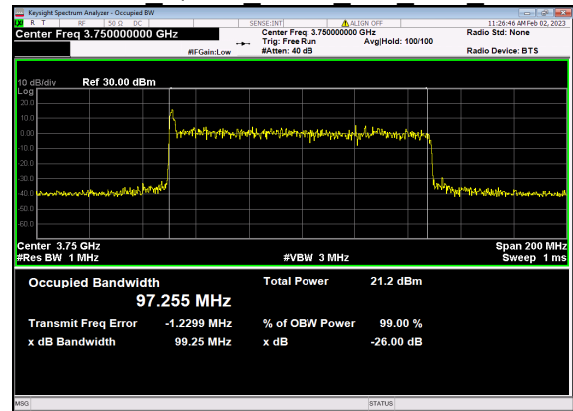 Keysight Spectrum Analyzer - Occupied BW
R T RF 50 Ω DC SENSE:INT ALIGN OFF 11:26:46 AM Feb 02, 2023
Center Freq 3.750000000 GHz Center Freq 3.750000000 GHz Radio Std: None
Trig: Free Run Avg|Hold: 100/100
#IFGain:Low #Atten: 40 dB Radio Device: BTS
10 dB/div Ref 30.00 dBm
Log
20.0
10.0
0.00
-10.0
-20.0
-30.0
-40.0
-50.0
-60.0
Center 3.75 GHz Span 200 MHz
#Res BW 1 MHz #VBW 3 MHz Sweep 1 ms
Occupied Bandwidth Total Power 21.2 dBm
97.255 MHz
Transmit Freq Error -1.2299 MHz % of OBW Power 99.00 %
x dB Bandwidth 99.25 MHz x dB -26.00 dB
MSG STATUS